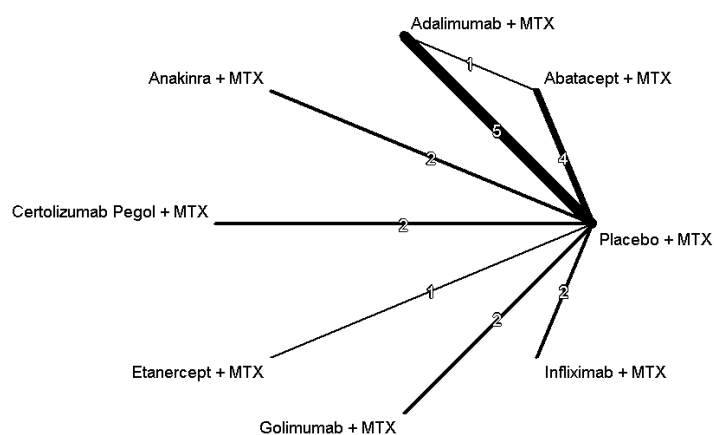 Adalimumab + MTX
1
Abatacept + MTX
Anakinra + MTX
5
2
4
Certolizumab Pegol + MTX
2
Placebo + MTX
1
2
2
Etanercept + MTX
Infliximab + MTX
Golimumab + MTX